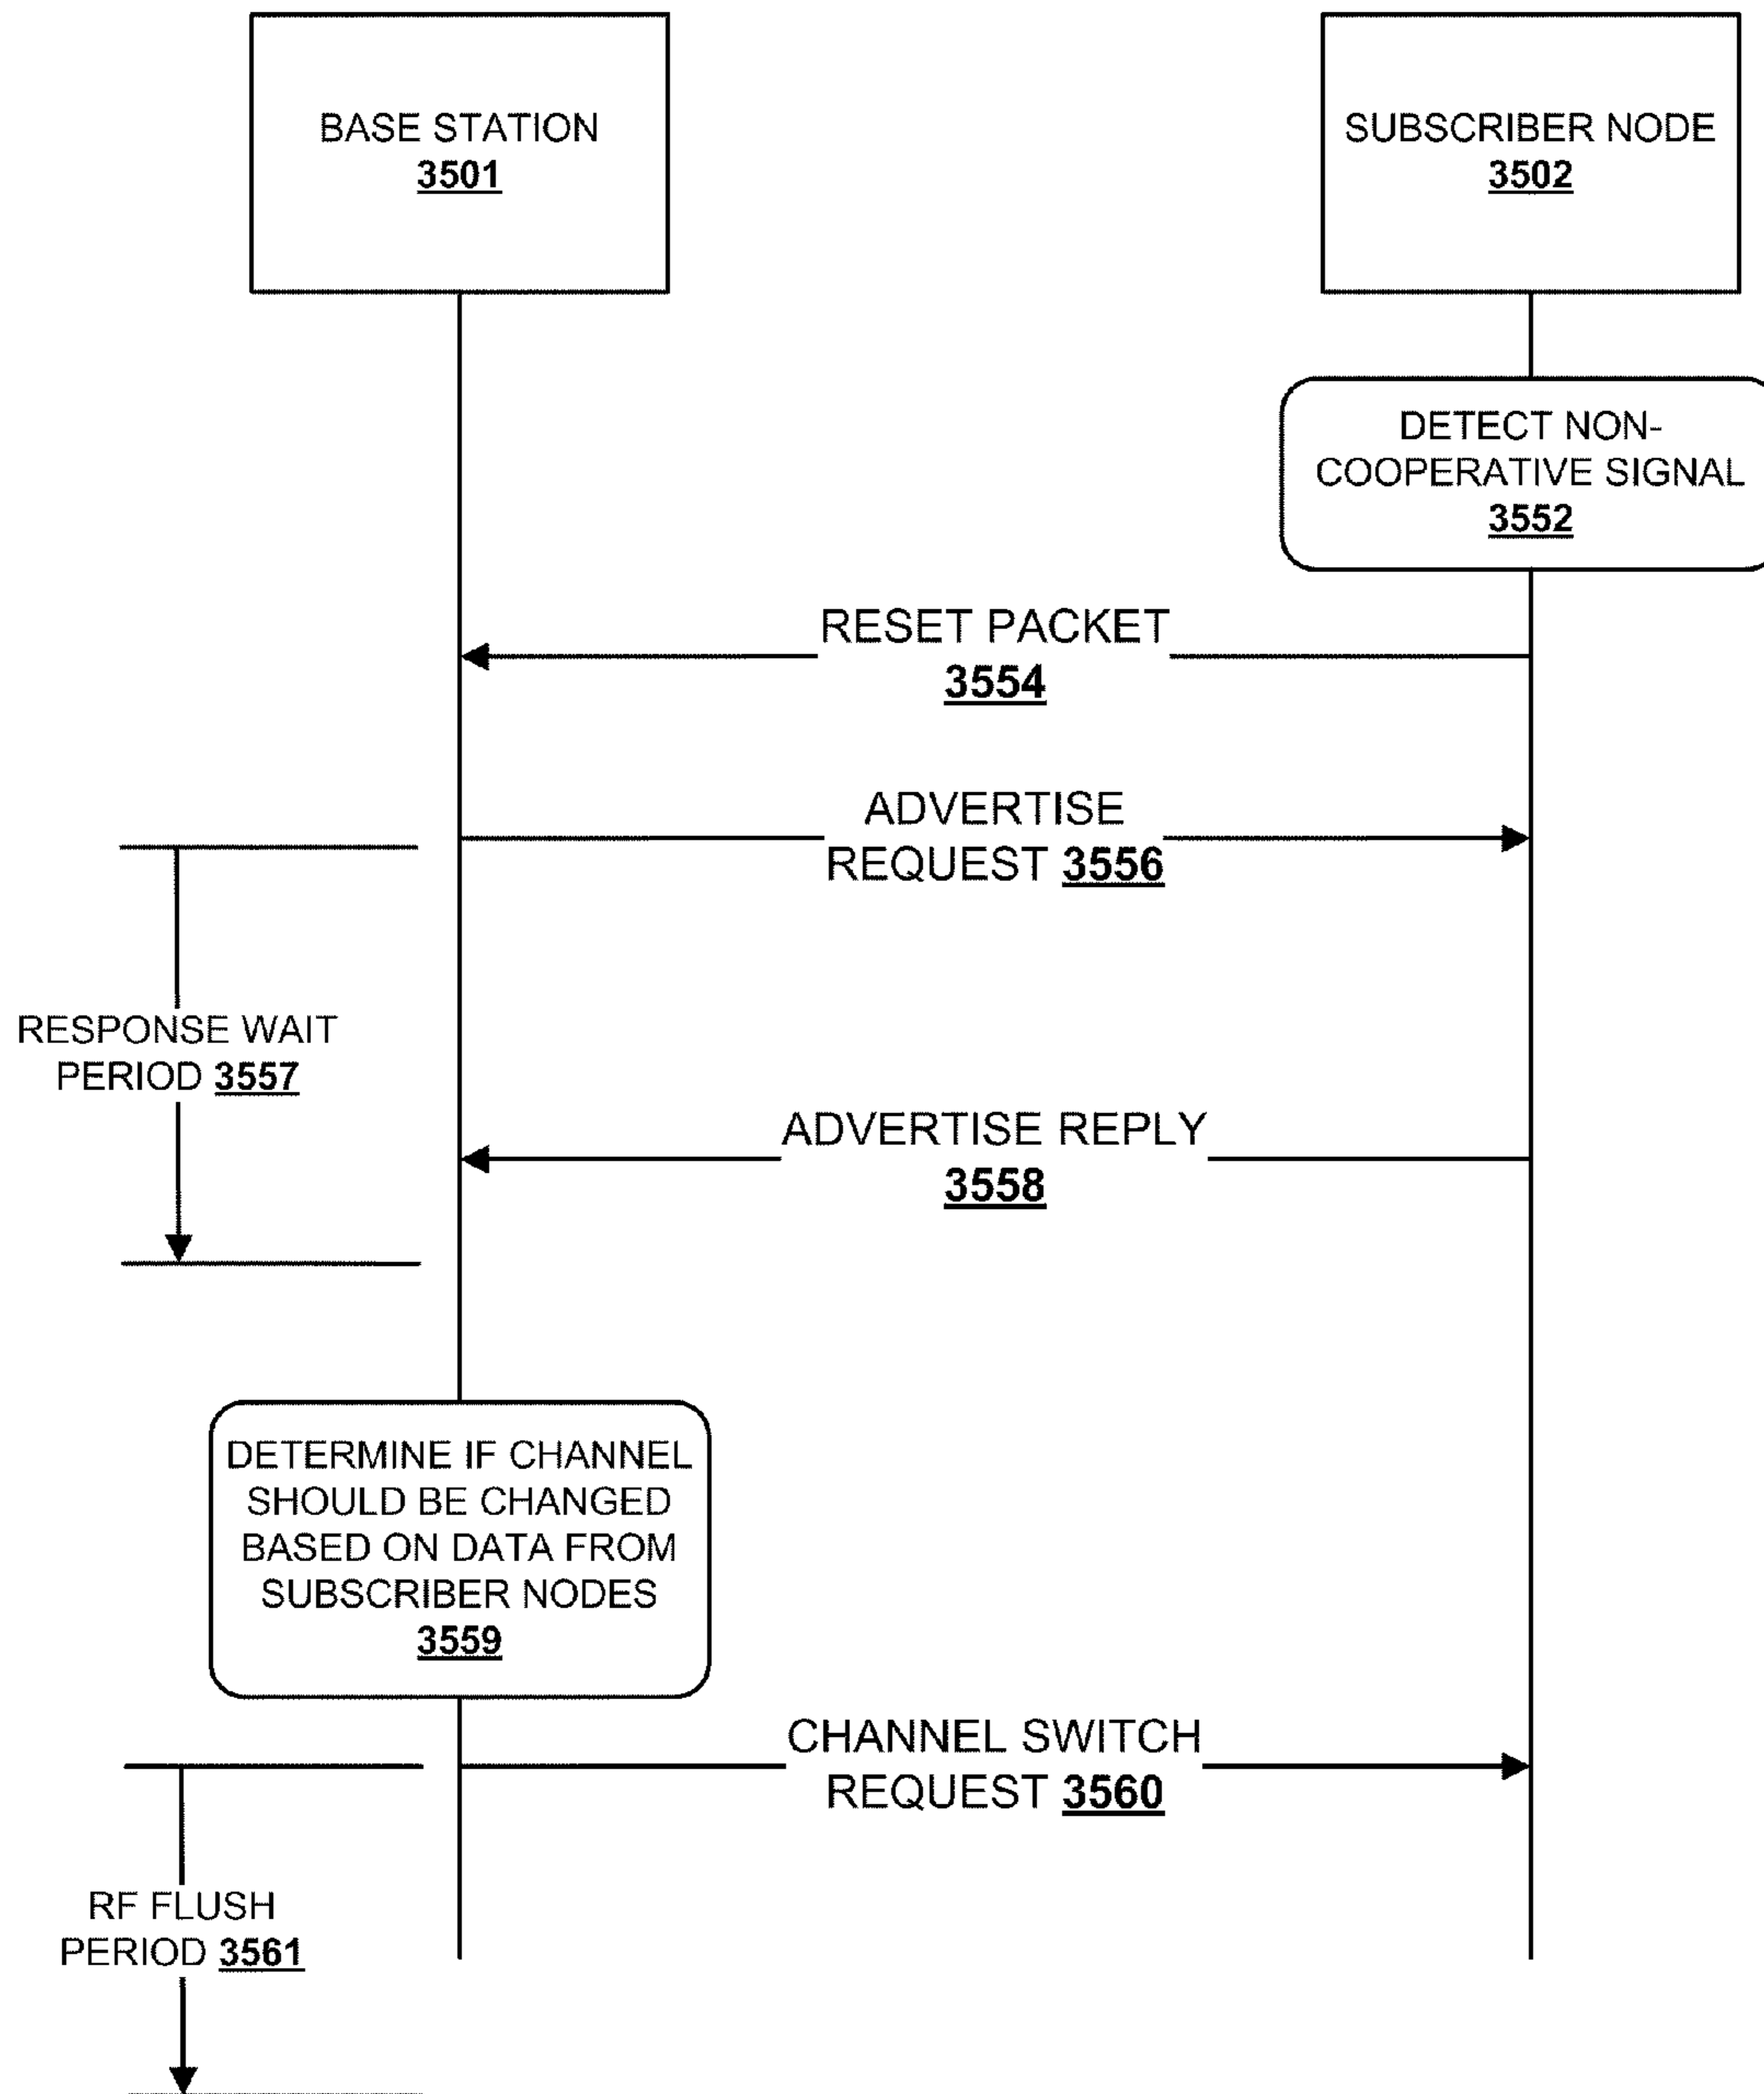 BASE STATION
3501
SUBSCRIBER NODE
3502
DETECT NON-
COOPERATIVE SIGNAL
3552
RESET PACKET
3554
ADVERTISE
REQUEST 3556
RESPONSE WAIT
PERIOD 3557
ADVERTISE REPLY
3558
DETERMINE IF CHANNEL
SHOULD BE CHANGED
BASED ON DATA FROM
SUBSCRIBER NODES
3559
CHANNEL SWITCH
REQUEST 3560
RF FLUSH
PERIOD 3561